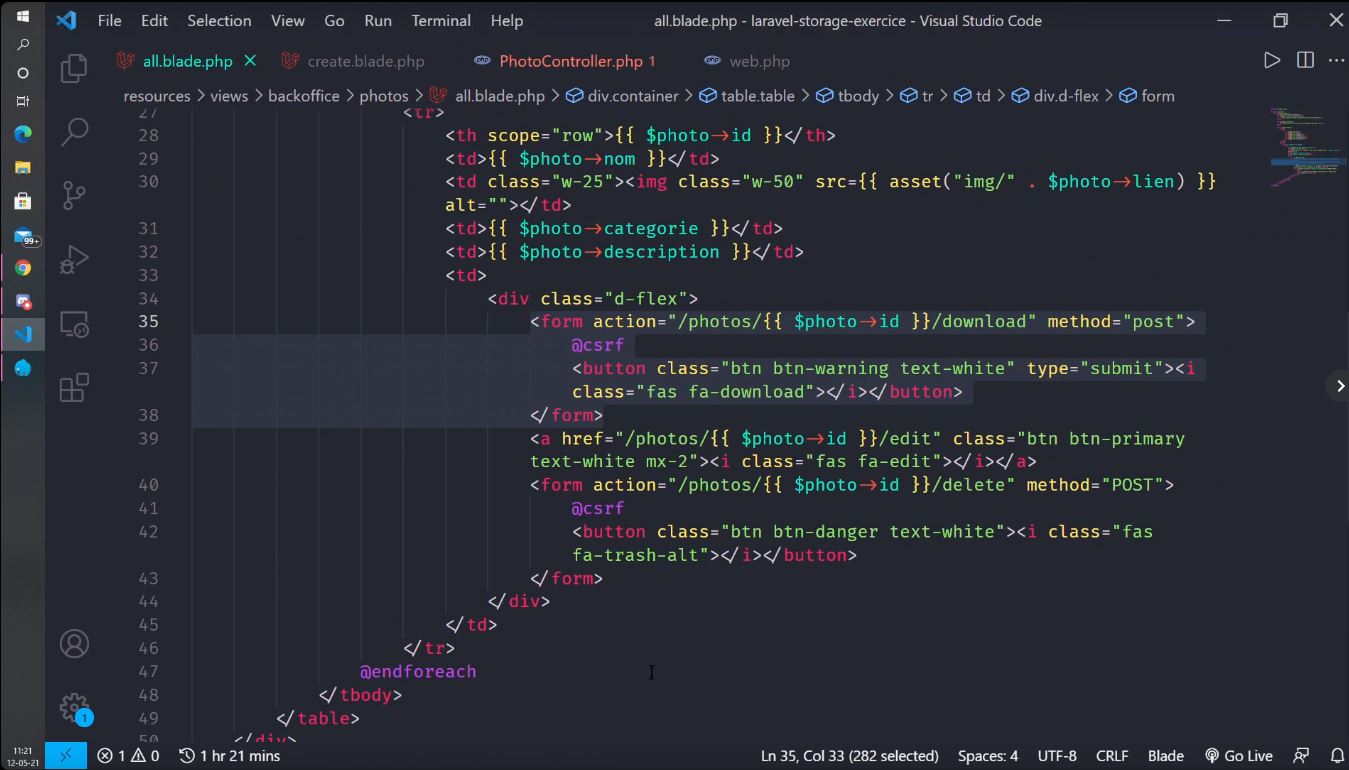 File Edit Selection View Go Run Terminal Help all.blade.php - laravel-storage-exercice - Visual Studio Code
all.blade.php create.blade.php PhotoController.php 1 web.php
resources > views > backoffice > photos > all.blade.php > div.container > table.table > tbody > tr > td > div.d-flex > form
27 <tr>
28 <th scope="row">{{ $photo->id }}</th>
29 <td>{{ $photo->nom }}</td>
30 <td class="w-25"><img class="w-50" src={{ asset("img/" . $photo->lien) }}
alt=""></td>
31 <td>{{ $photo->categorie }}</td>
32 <td>{{ $photo->description }}</td>
33 <td>
34 <div class="d-flex">
35 <form action="/photos/{{ $photo->id }}/download" method="post">
36 @csrf
37 <button class="btn btn-warning text-white" type="submit"><i
class="fas fa-download"></i></button>
38 </form>
39 <a href="/photos/{{ $photo->id }}/edit" class="btn btn-primary
text-white mx-2"><i class="fas fa-edit"></i></a>
40 <form action="/photos/{{ $photo->id }}/delete" method="POST">
41 @csrf
42 <button class="btn btn-danger text-white"><i class="fas
fa-trash-alt"></i></button>
43 </form>
44 </div>
45 </td>
46 </tr>
47 @endforeach
48 </tbody>
49 </table>
50 </div>
99+
1
11:21
12-05-21
1 0 1 hr 21 mins Ln 35, Col 33 (282 selected) Spaces: 4 UTF-8 CRLF Blade Go Live